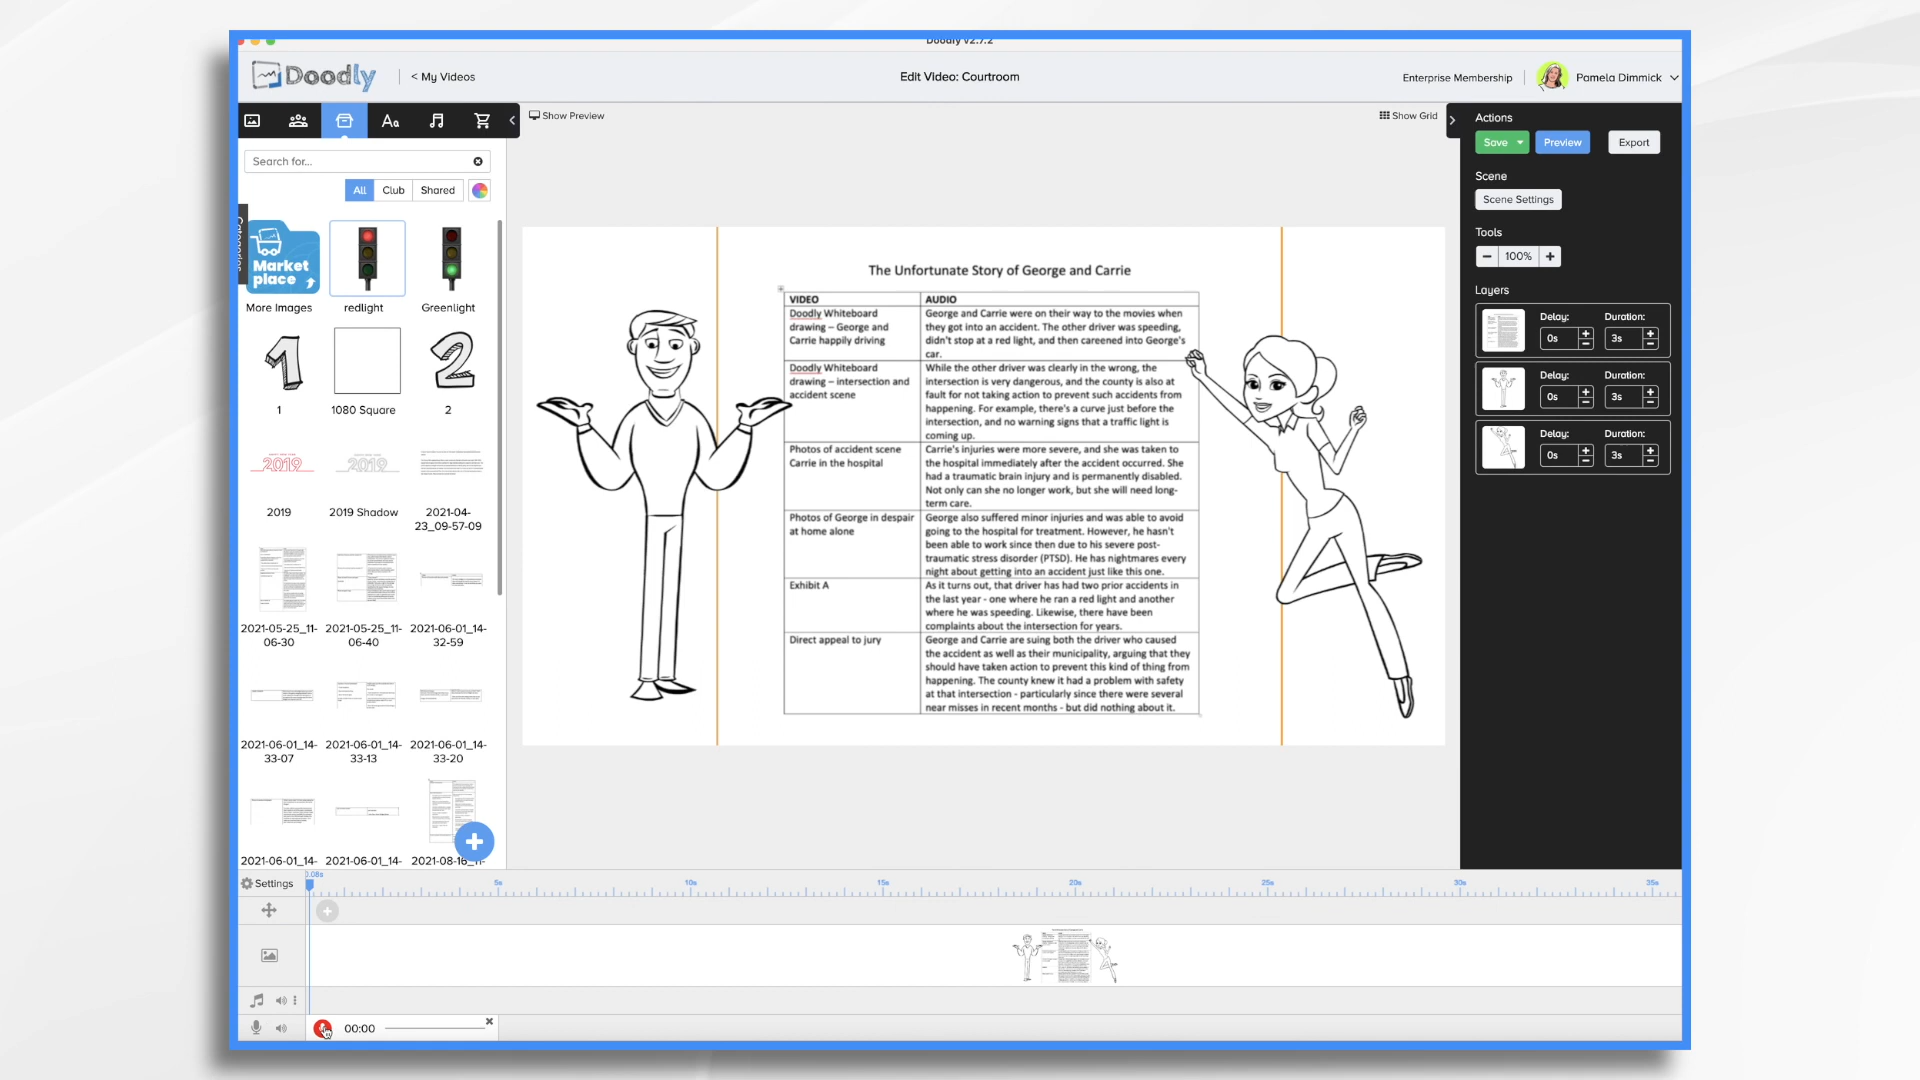 Doodly v2.7.2
Doodly
< My Videos
Edit Video: Courtroom
Enterprise Membership
Pamela Dimmick
Aa
Show Preview
Show Grid
Actions
Save
Preview
Export
Scene
Scene Settings
Tools
100%
Layers
Delay:
Duration:
0s
3s
Delay:
Duration:
0s
3s
Delay:
Duration:
0s
3s
Search for...
All
Club
Shared
Market
place
More Images
redlight
Greenlight
1
1080 Square
2
2019
2019
2019
2019 Shadow
2021-04-
23_09-57-09
2021-05-25_11-
06-30
2021-05-25_11-
06-40
2021-06-01_14-
32-59
2021-06-01_14-
33-07
2021-06-01_14-
33-13
2021-06-01_14-
33-20
2021-06-01_14-
2021-06-01_14-
2021-08-16_11-
The Unfortunate Story of George and Carrie
VIDEO
AUDIO
Doodly Whiteboard
drawing – George and
Carrie happily driving
George and Carrie were on their way to the movies when
they got into an accident. The other driver was speeding,
didn't stop at a red light, and then careened into George's
car.
Doodly Whiteboard
drawing – intersection and
accident scene
While the other driver was clearly in the wrong, the
intersection is very dangerous, and the county is also at
fault for not taking action to prevent such accidents from
happening. For example, there's a curve just before the
intersection, and no warning signs that a traffic light is
coming up.
Photos of accident scene
Carrie in the hospital
Carrie's injuries were more severe, and she was taken to
the hospital immediately after the accident occurred. She
had a traumatic brain injury and is permanently disabled.
Not only can she no longer work, but she will need long-
term care.
Photos of George in despair
at home alone
George also suffered minor injuries and was able to avoid
going to the hospital for treatment. However, he hasn't
been able to work since then due to his severe post-
traumatic stress disorder (PTSD). He has nightmares every
night about getting into an accident just like this one.
Exhibit A
As it turns out, that driver has had two prior accidents in
the last year - one where he ran a red light and another
where he was speeding. Likewise, there have been
complaints about the intersection for years.
Direct appeal to jury
George and Carrie are suing both the driver who caused
the accident as well as their municipality, arguing that they
should have taken action to prevent this kind of thing from
happening. The county knew it had a problem with safety
at that intersection - particularly since there were several
near misses in recent months - but did nothing about it.
Settings
0.08s
5s
10s
15s
20s
25s
30s
35s
00:00